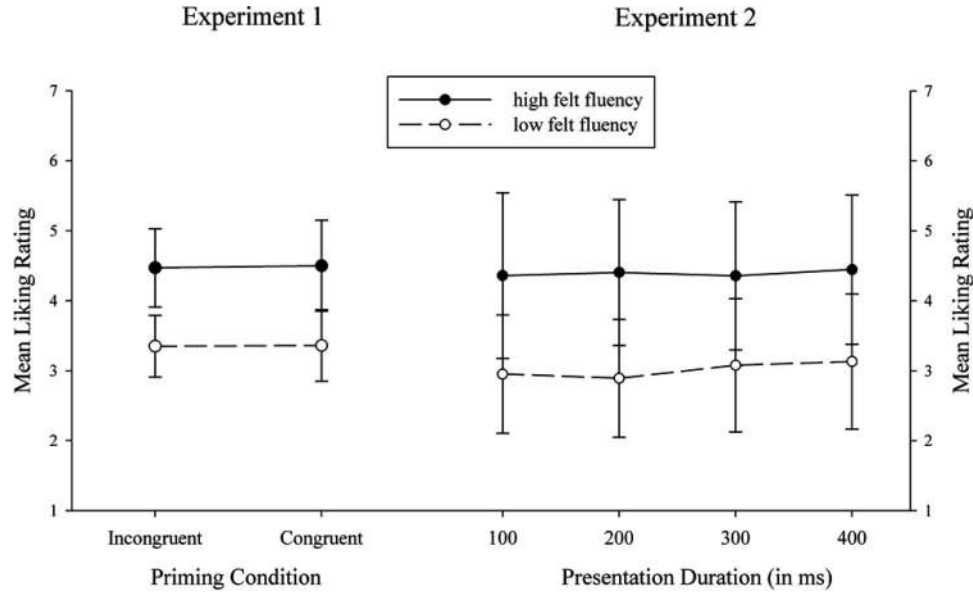 Experiment 1
Experiment 2
high felt fluency
low felt fluency
Mean Liking Rating
7
6
5
4
3
2
1
Incongruent
Congruent
Priming Condition
100
200
300
400
Presentation Duration (in ms)
7
6
5
4
3
2
1
Mean Liking Rating